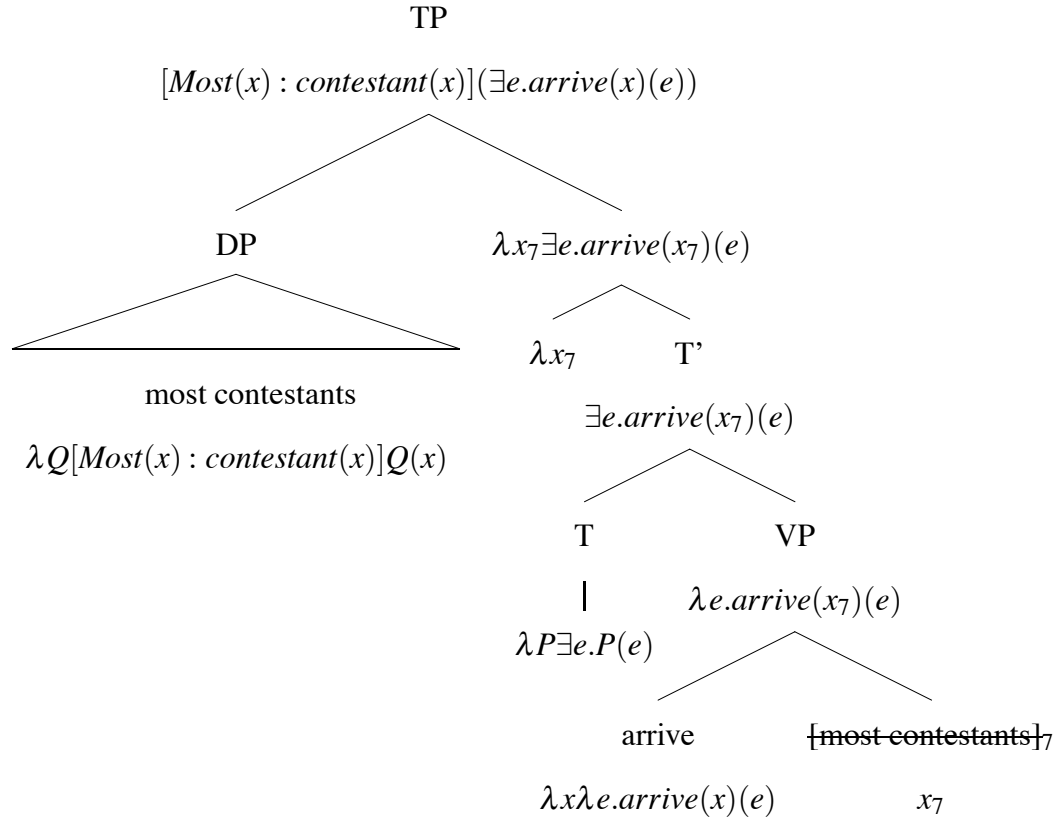 TP
[Most(x) : contestant(x)](∃e.arrive(x)(e))
DP λx₇∃e.arrive(x₇)(e)
λx₇ T’
most contestants
∃e.arrive(x₇)(e)
λQ[Most(x) : contestant(x)]Q(x)
T VP
λe.arrive(x₇)(e)
λP∃e.P(e)
arrive [most contestants]₇
λxλe.arrive(x)(e) x₇